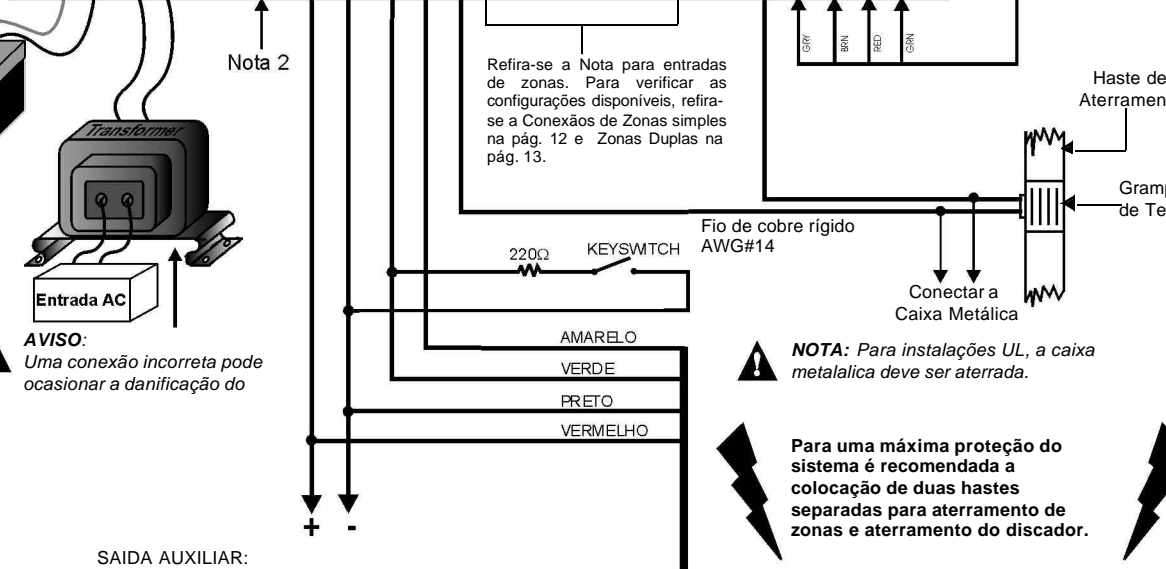 Nota 2
Refira-se a Nota para entradas
de zonas. Para verificar as
configurações disponíveis, refira-
se a Conexãos de Zonas simples
na pág. 12 e Zonas Duplas na
pág. 13.
GRY
BRN
RED
GRN
Haste de
Transformer
Entrada AC
Fio de cobre rígido
AWG#14
220Ω
KEYSWITCH
Conectar a
Caixa Metálica
AVISO:
Uma conexão incorreta pode
ocasionar a danificação do
AMARELO
VERDE
PRETO
VERMELHO
NOTA: Para instalações UL, a caixa
metalalica deve ser aterrada.
Para uma máxima proteção do
sistema é recomendada a
colocação de duas hastes
separadas para aterramento de
zonas e aterramento do discador.
+
-
SAIDA AUXILIAR: